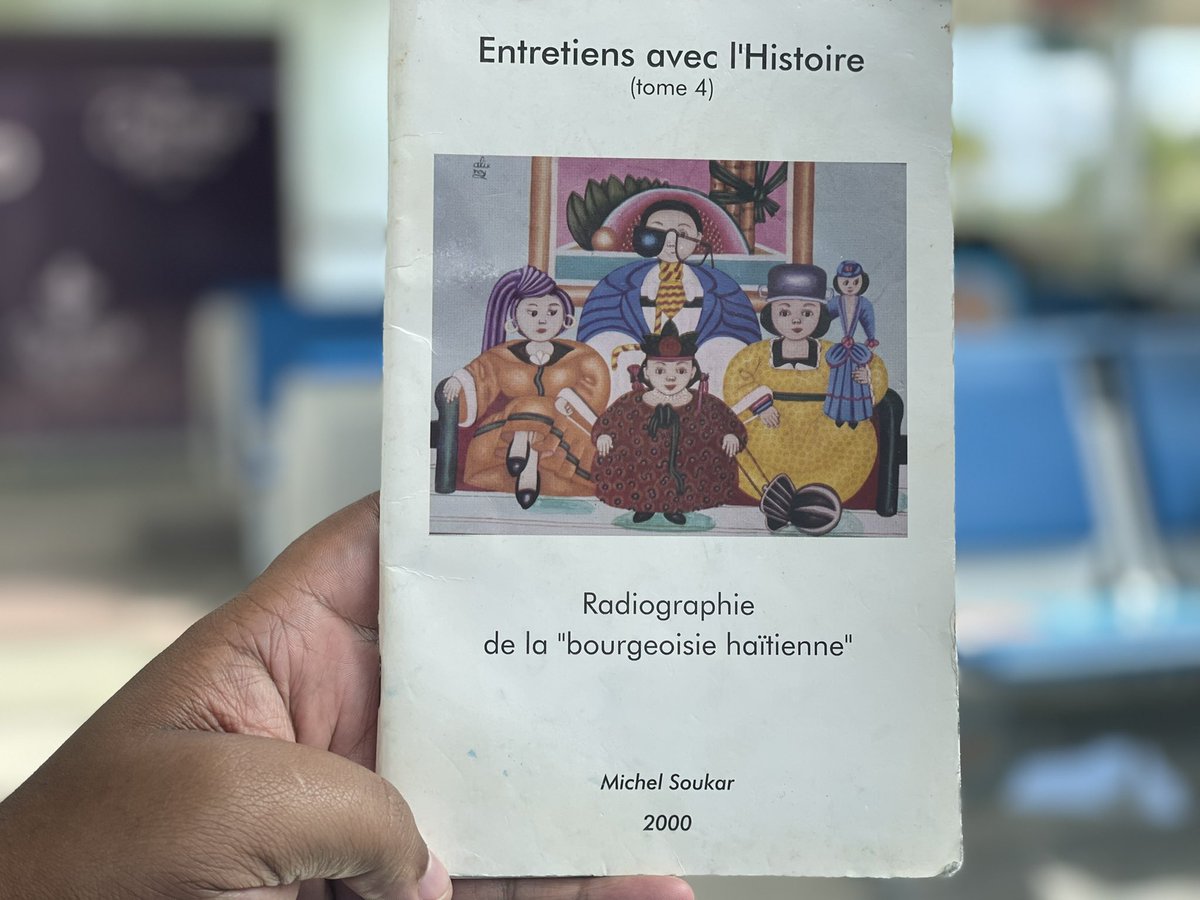 Entretiens avec l'Histoire
(tome 4)
Radiographie
de la "bourgeoisie haïtienne"
Michel Soukar
2000